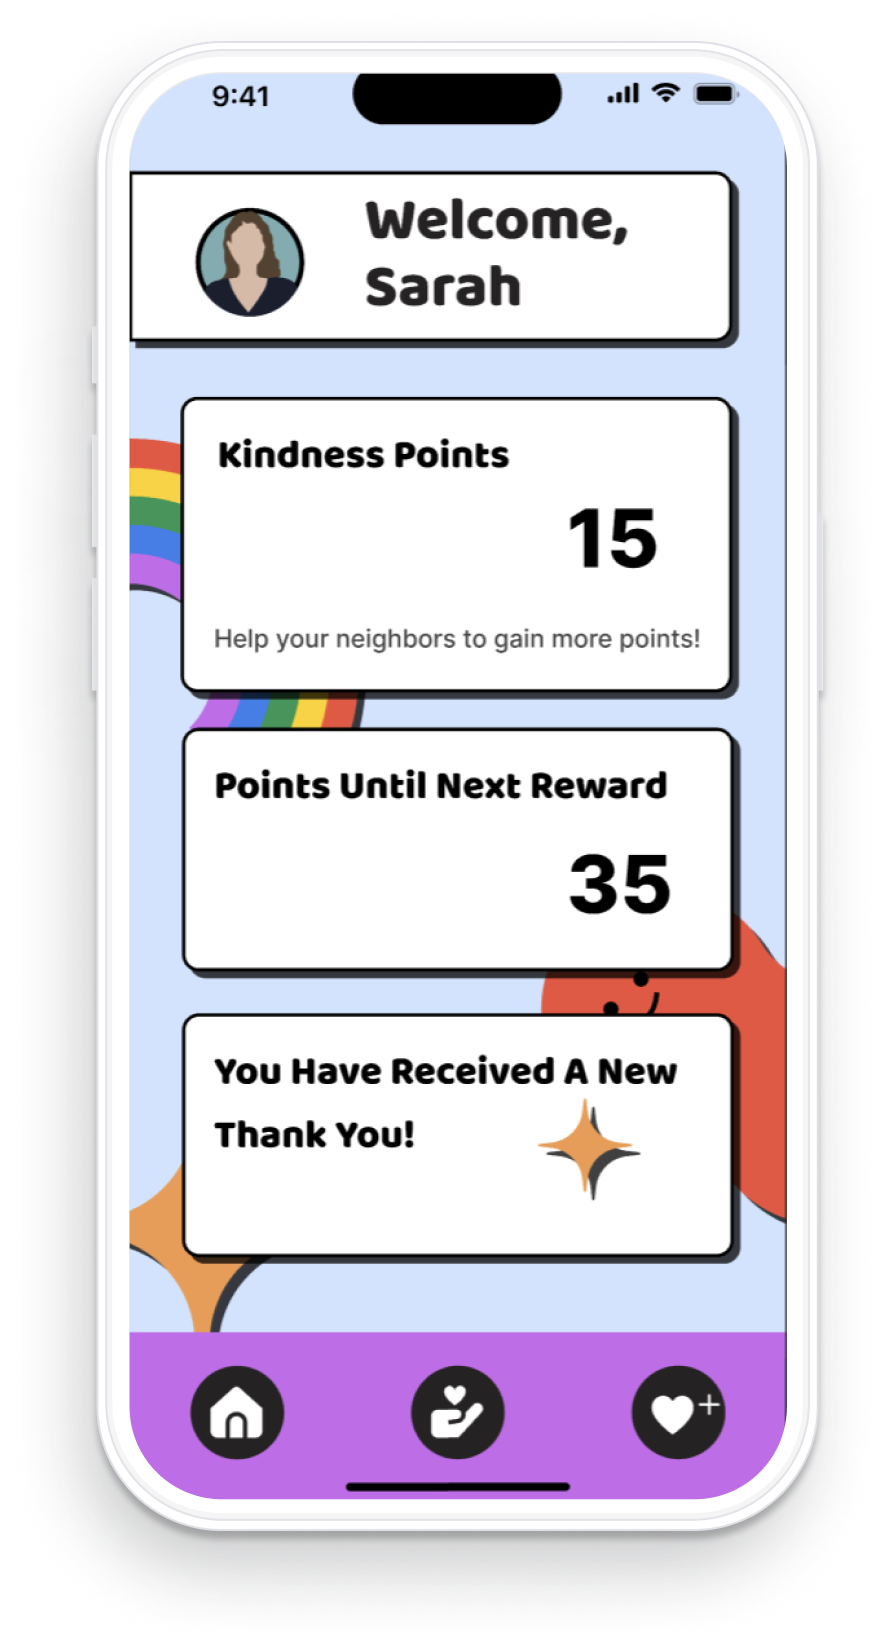 9:41
Welcome,
Sarah
Kindness Points
15
Help your neighbors to gain more points!
Points Until Next Reward
35
You Have Received A New
Thank You!